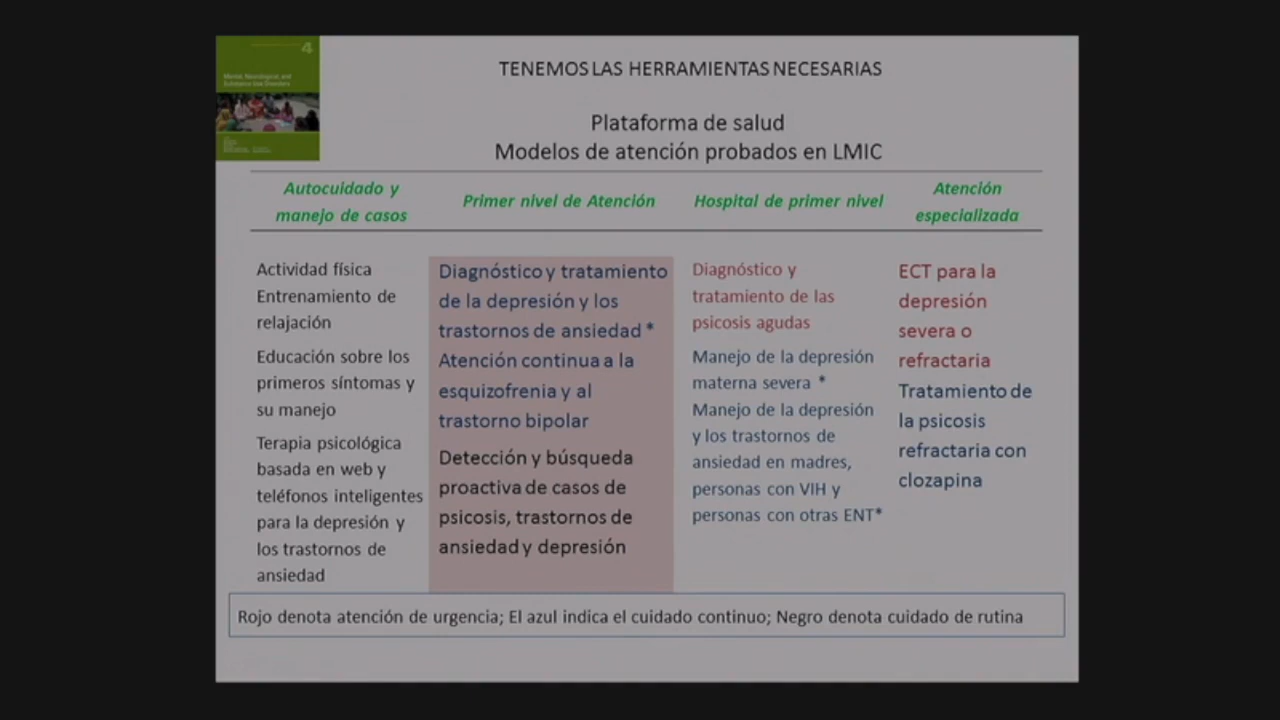 4
Mental, Neurological, and
Substance Use Disorders
TENEMOS LAS HERRAMIENTAS NECESARIAS
Plataforma de salud
Modelos de atención probados en LMIC
Autocuidado y
manejo de casos
Primer nivel de Atención
Hospital de primer nivel
Atención
especializada
Actividad física
Entrenamiento de
relajación
Educación sobre los
primeros síntomas y
su manejo
Terapia psicológica
basada en web y
teléfonos inteligentes
para la depresión y
los trastornos de
ansiedad
Diagnóstico y tratamiento
de la depresión y los
trastornos de ansiedad *
Atención continua a la
esquizofrenia y al
trastorno bipolar
Detección y búsqueda
proactiva de casos de
psicosis, trastornos de
ansiedad y depresión
Diagnóstico y
tratamiento de las
psicosis agudas
Manejo de la depresión
materna severa *
Manejo de la depresión
y los trastornos de
ansiedad en madres,
personas con VIH y
personas con otras ENT*
ECT para la
depresión
severa o
refractaria
Tratamiento de
la psicosis
refractaria con
clozapina
Rojo denota atención de urgencia; El azul indica el cuidado continuo; Negro denota cuidado de rutina